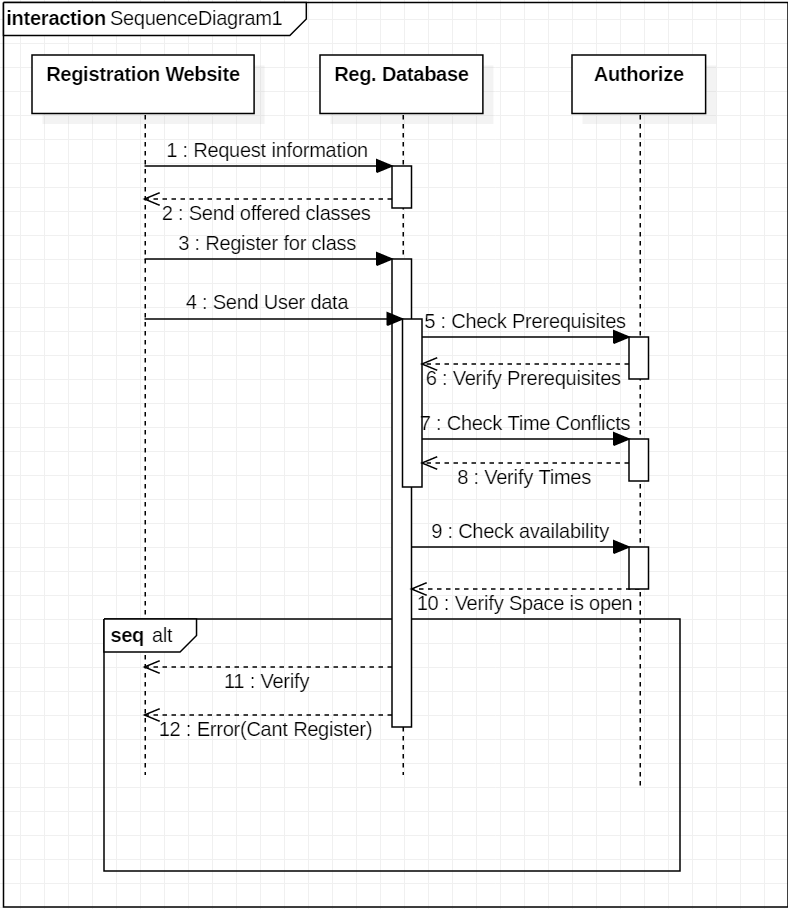 interaction SequenceDiagram1
Registration Website
Reg. Database
Authorize
1 : Request information
2 : Send offered classes
3 : Register for class
4 : Send User data
5 : Check Prerequisites
6 : Verify Prerequisites
7 : Check Time Conflicts
8 : Verify Times
9 : Check availability
10 : Verify Space is open
seq alt
11 : Verify
12 : Error(Cant Register)